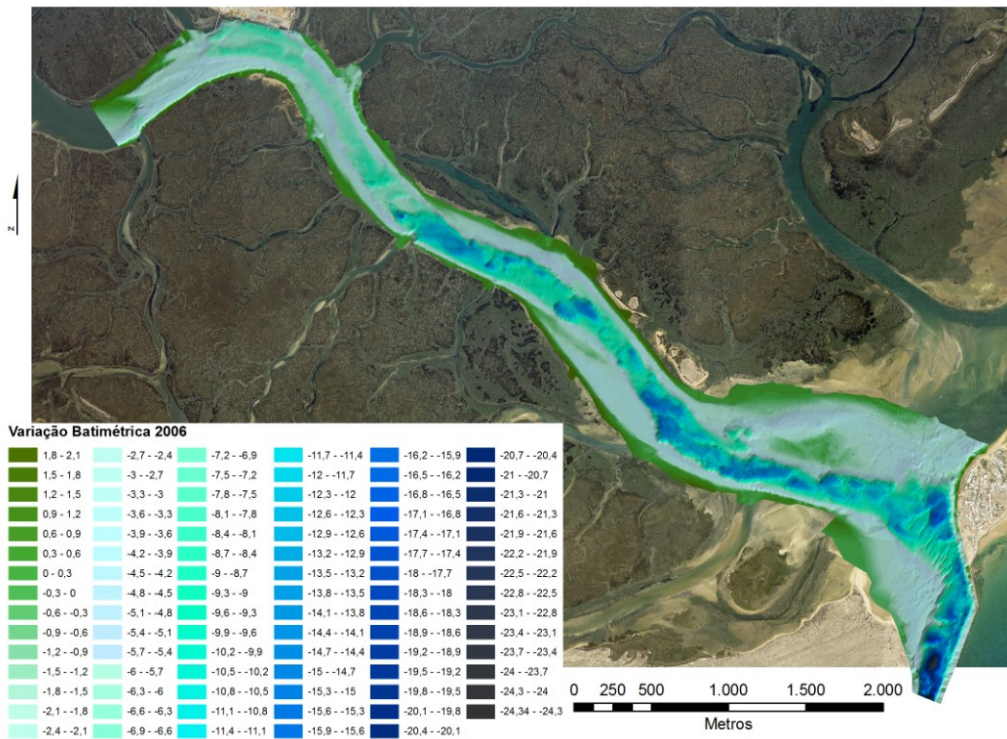 N
Variação Batimétrica 2006
1,8 - 2,1
1,5 - 1,8
1,2 - 1,5
0,9 - 1,2
0,6 - 0,9
0,3 - 0,6
0 - 0,3
-0,3 - 0
-0,6 - -0,3
-0,9 - -0,6
-1,2 - -0,9
-1,5 - -1,2
-1,8 - -1,5
-2,1 - -1,8
-2,4 - -2,1
-2,7 - -2,4
-3 - -2,7
-3,3 - -3
-3,6 - -3,3
-3,9 - -3,6
-4,2 - -3,9
-4,5 - -4,2
-4,8 - -4,5
-5,1 - -4,8
-5,4 - -5,1
-5,7 - -5,4
-6 - -5,7
-6,3 - -6
-6,6 - -6,3
-6,9 - -6,6
-7,2 - -6,9
-7,5 - -7,2
-7,8 - -7,5
-8,1 - -7,8
-8,4 - -8,1
-8,7 - -8,4
-9 - -8,7
-9,3 - -9
-9,6 - -9,3
-9,9 - -9,6
-10,2 - -9,9
-10,5 - -10,2
-10,8 - -10,5
-11,1 - -10,8
-11,4 - -11,1
-11,7 - -11,4
-12 - -11,7
-12,3 - -12
-12,6 - -12,3
-12,9 - -12,6
-13,2 - -12,9
-13,5 - -13,2
-13,8 - -13,5
-14,1 - -13,8
-14,4 - -14,1
-14,7 - -14,4
-15 - -14,7
-15,3 - -15
-15,6 - -15,3
-15,9 - -15,6
-16,2 - -15,9
-16,5 - -16,2
-16,8 - -16,5
-17,1 - -16,8
-17,4 - -17,1
-17,7 - -17,4
-18 - -17,7
-18,3 - -18
-18,6 - -18,3
-18,9 - -18,6
-19,2 - -18,9
-19,5 - -19,2
-19,8 - -19,5
-20,1 - -19,8
-20,4 - -20,1
-20,7 - -20,4
-21 - -20,7
-21,3 - -21
-21,6 - -21,3
-21,9 - -21,6
-22,2 - -21,9
-22,5 - -22,2
-22,8 - -22,5
-23,1 - -22,8
-23,4 - -23,1
-23,7 - -23,4
-24 - -23,7
-24,3 - -24
-24,34 - -24,3
0 250 500 1.000 1.500 2.000
Metros